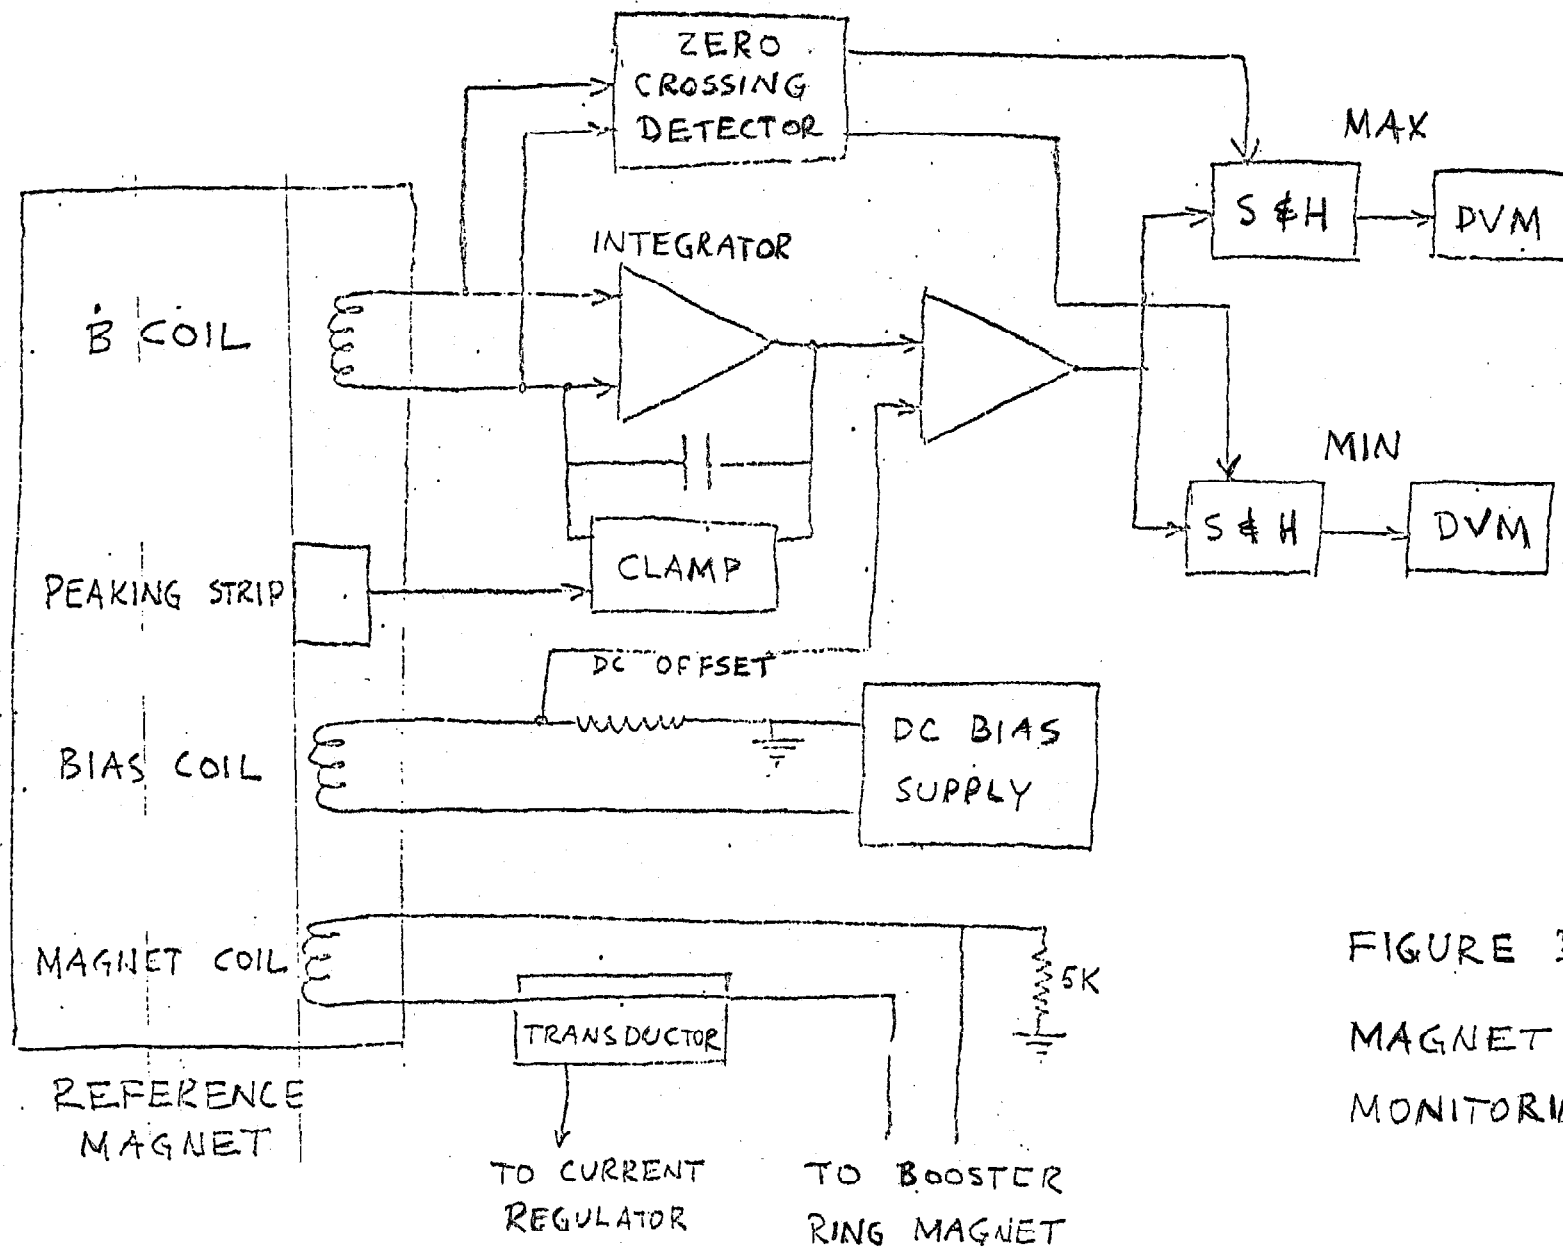 ZERO
CROSSING
DETECTOR
MAX
S & H
DVM
INTEGRATOR
Ḃ COIL
MIN
S & H
DVM
CLAMP
PEAKING STRIP
DC OFFSET
DC BIAS
SUPPLY
BIAS COIL
MAGNET COIL
5K
TRANSDUCTOR
FIGURE
MAGNET
REFERENCE
MAGNET
TO CURRENT
REGULATOR
TO BOOSTER
RING MAGNET